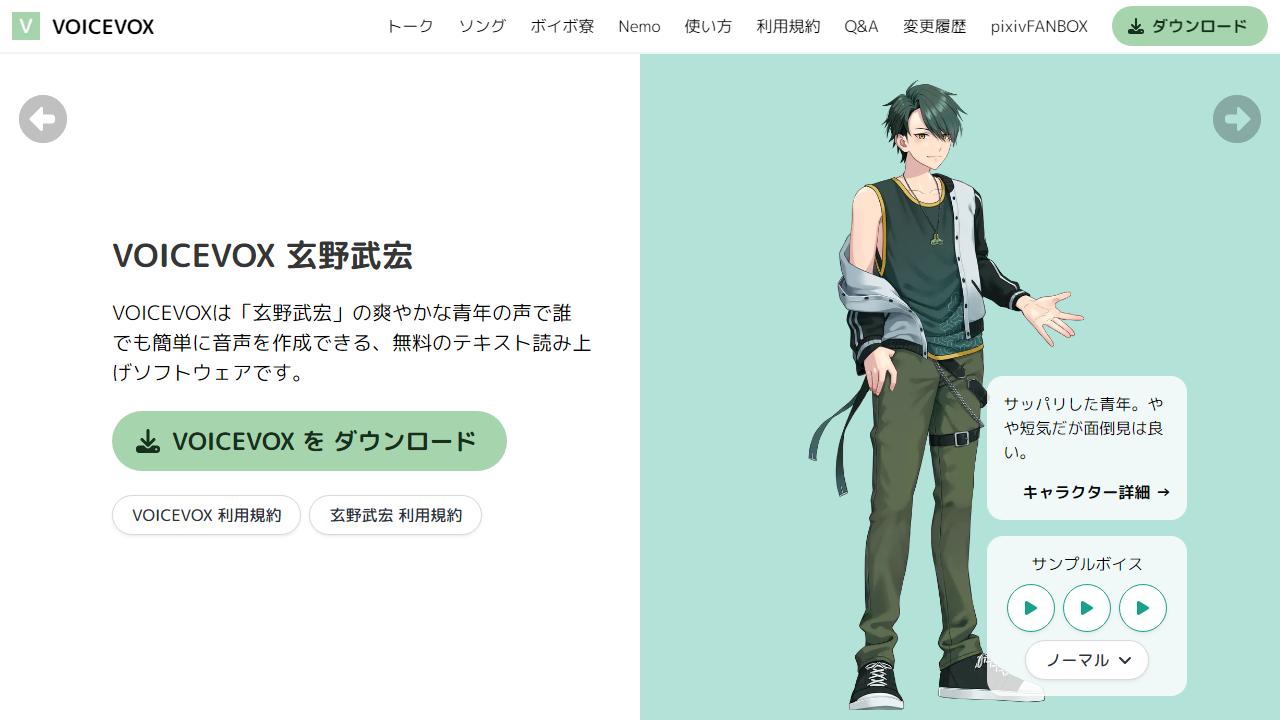 V VOICEVOX トーク ソング ボイボ寮 Nemo 使い方 利用規約 Q&A 変更履歴 pixivFANBOX ダウンロード
VOICEVOX 玄野武宏
VOICEVOXは「玄野武宏」の爽やかな青年の声で誰
でも簡単に音声を作成できる、無料のテキスト読み上
げソフトウェアです。
VOICEVOX を ダウンロード
VOICEVOX 利用規約 玄野武宏 利用規約
サッパリした青年。や
や短気だが面倒見は良
い。
キャラクター詳細 →
サンプルボイス
ノーマル